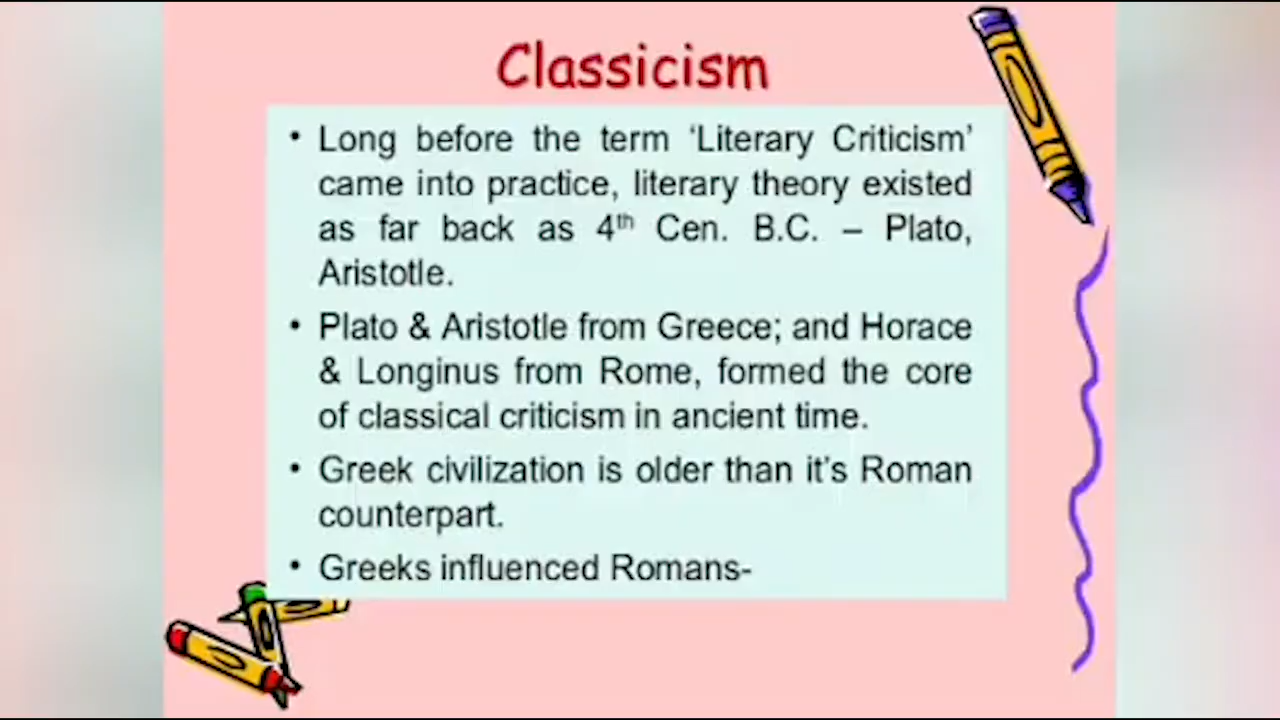 Classicism
• Long before the term ‘Literary Criticism’
came into practice, literary theory existed
as far back as 4th Cen. B.C. – Plato,
Aristotle.
• Plato & Aristotle from Greece; and Horace
& Longinus from Rome, formed the core
of classical criticism in ancient time.
• Greek civilization is older than it’s Roman
counterpart.
• Greeks influenced Romans-